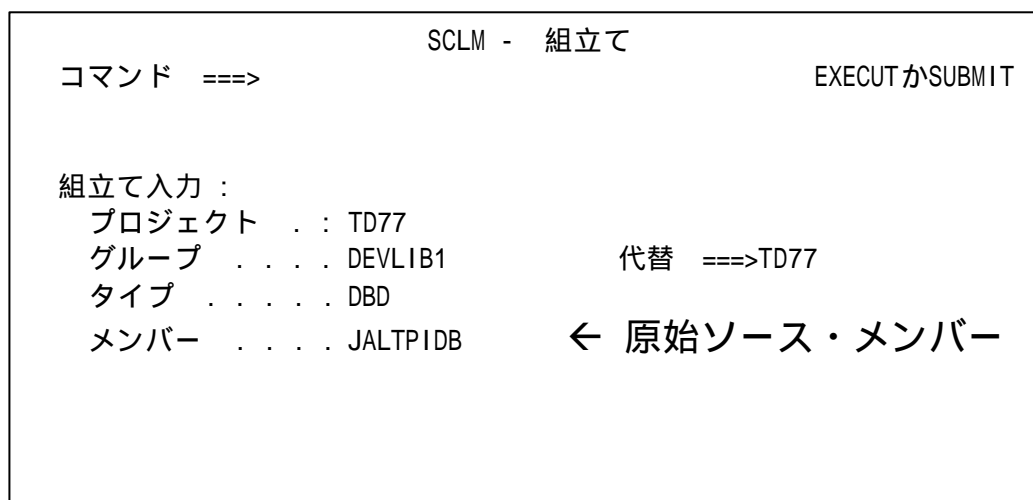 SCLM - 組立て
コマンド ===> EXECUTかSUBMIT
組立て入力 :
プロジェクト . : TD77
グループ . . . . DEVLIB1 代替 ===>TD77
タイプ . . . . . DBD
メンバー . . . . JALTPIDB ← 原始ソース・メンバー